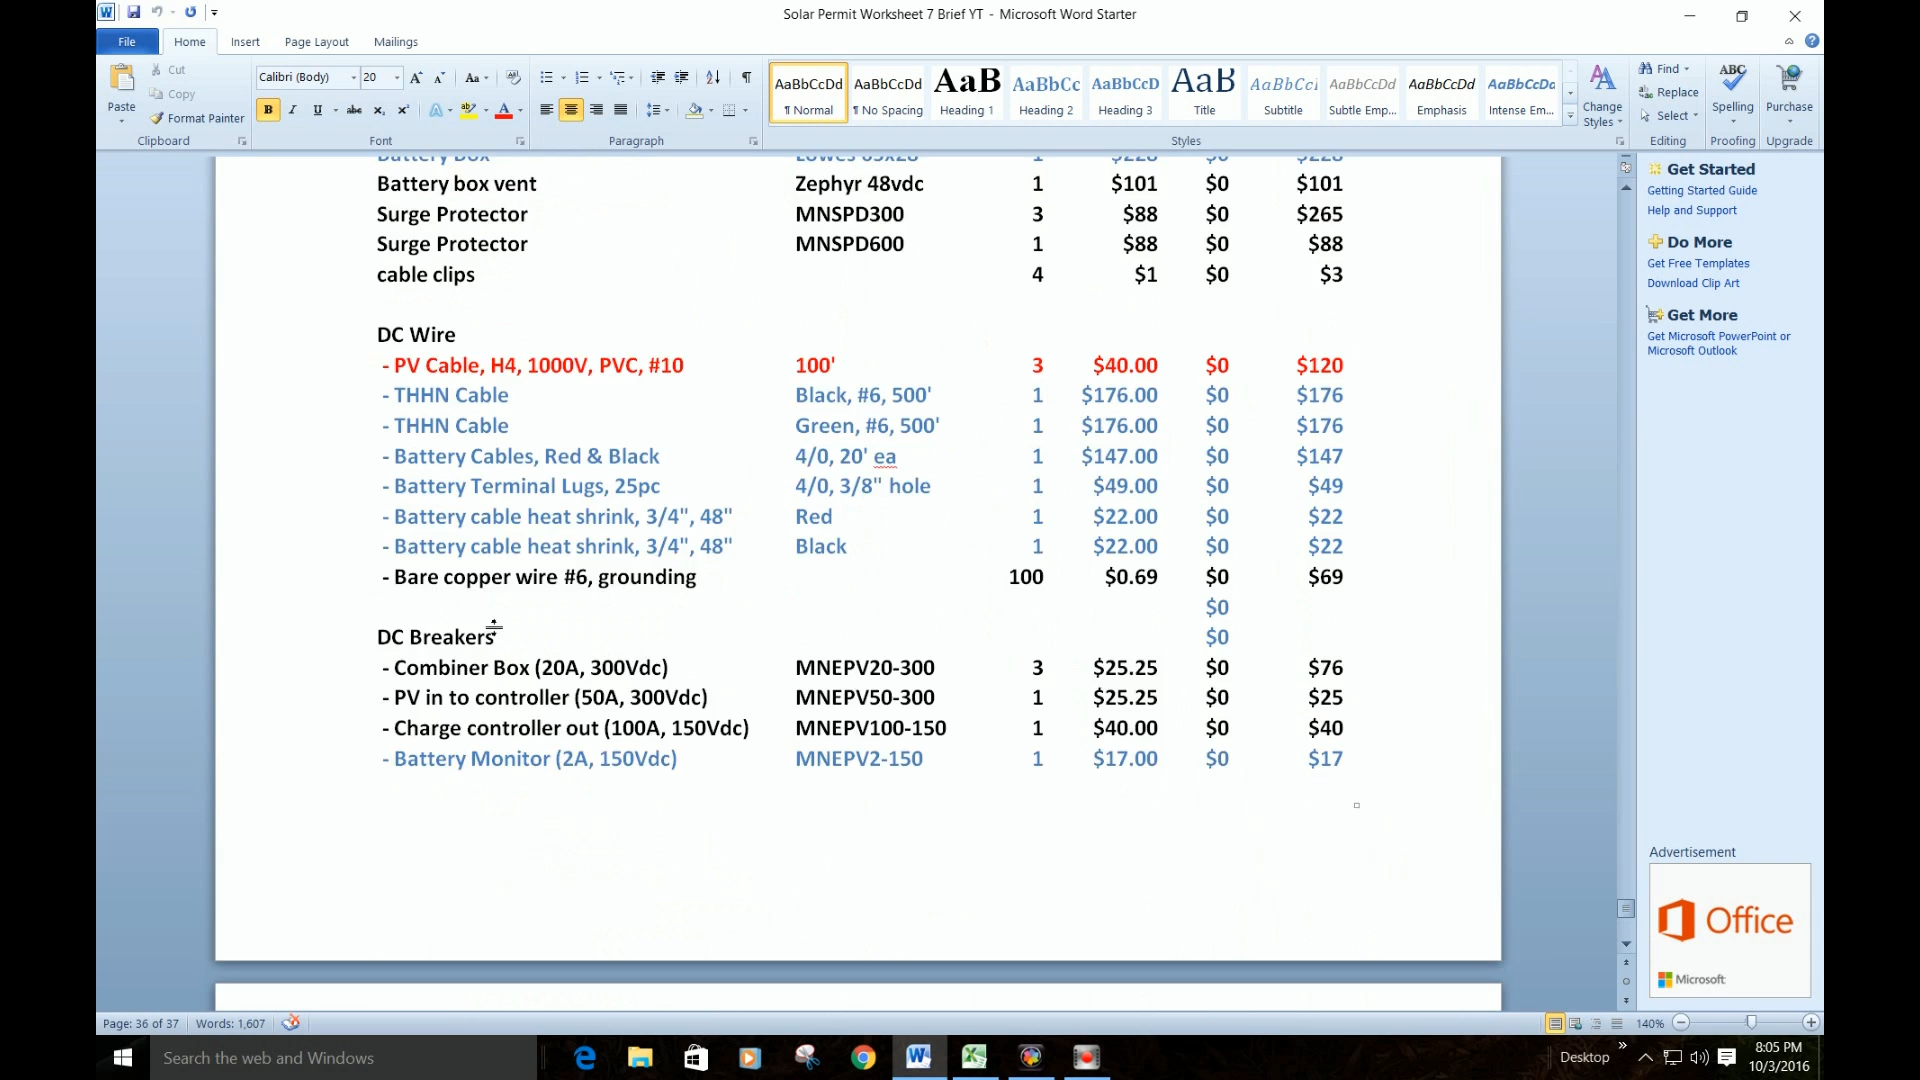 Solar Permit Worksheet 7 Brief YT - Microsoft Word Starter
File Home Insert Page Layout Mailings
Paste
Cut
Copy
Format Painter
Clipboard
Calibri (Body) 20
Font
Paragraph
AaBbCcDd AaBbCcDd AaB AaBbCc AaBbCcD AaB AaBbCcI AaBbCcDd AaBbCcDd AaBbCcDc
¶ Normal ¶ No Spacing Heading 1 Heading 2 Heading 3 Title Subtitle Subtle Emp... Emphasis Intense Em...
Styles
Change Styles
Find
Replace
Select
Editing
ABC
Spelling
Proofing
Purchase
Upgrade
Battery Box Lowes 1 $228 $0 $228
Battery box vent Zephyr 48vdc 1 $101 $0 $101
Surge Protector MNSPD300 3 $88 $0 $265
Surge Protector MNSPD600 1 $88 $0 $88
cable clips 4 $1 $0 $3
DC Wire
- PV Cable, H4, 1000V, PVC, #10 100' 3 $40.00 $0 $120
- THHN Cable Black, #6, 500' 1 $176.00 $0 $176
- THHN Cable Green, #6, 500' 1 $176.00 $0 $176
- Battery Cables, Red & Black 4/0, 20' ea 1 $147.00 $0 $147
- Battery Terminal Lugs, 25pc 4/0, 3/8" hole 1 $49.00 $0 $49
- Battery cable heat shrink, 3/4", 48" Red 1 $22.00 $0 $22
- Battery cable heat shrink, 3/4", 48" Black 1 $22.00 $0 $22
- Bare copper wire #6, grounding 100 $0.69 $0 $69
$0
DC Breakers $0
- Combiner Box (20A, 300Vdc) MNEPV20-300 3 $25.25 $0 $76
- PV in to controller (50A, 300Vdc) MNEPV50-300 1 $25.25 $0 $25
- Charge controller out (100A, 150Vdc) MNEPV100-150 1 $40.00 $0 $40
- Battery Monitor (2A, 150Vdc) MNEPV2-150 1 $17.00 $0 $17
Get Started
Getting Started Guide
Help and Support
Do More
Get Free Templates
Download Clip Art
Get More
Get Microsoft PowerPoint or
Microsoft Outlook
Advertisement
Office
Microsoft
Page: 36 of 37 Words: 1,607
140%
Search the web and Windows
Desktop
8:05 PM
10/3/2016